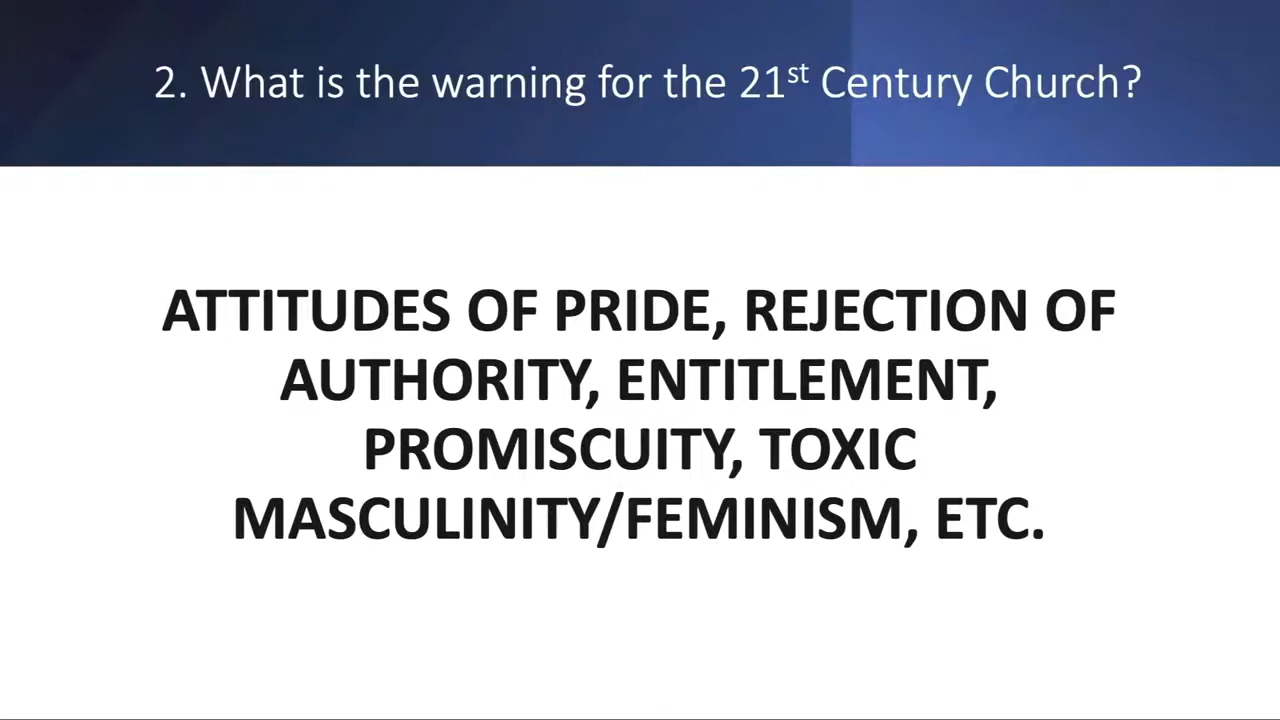 2. What is the warning for the 21st Century Church?
ATTITUDES OF PRIDE, REJECTION OF
AUTHORITY, ENTITLEMENT,
PROMISCUITY, TOXIC
MASCULINITY/FEMINISM, ETC.